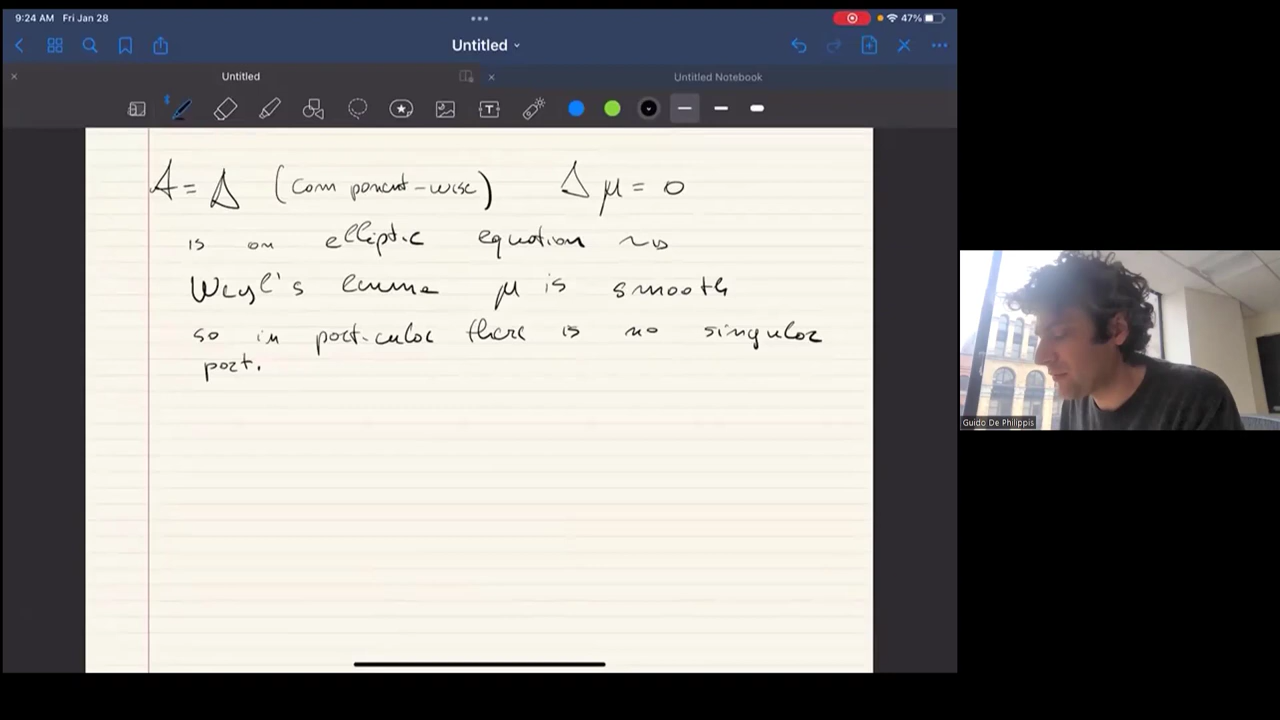 9:24 AM Fri Jan 28
47%
Untitled
Untitled
Untitled Notebook
A = Δ (component-wise) Δμ = 0
is an elliptic equation ⇝
Weyl's lemma μ is smooth
so in particular there is no singular
part.
Guido De Philippis